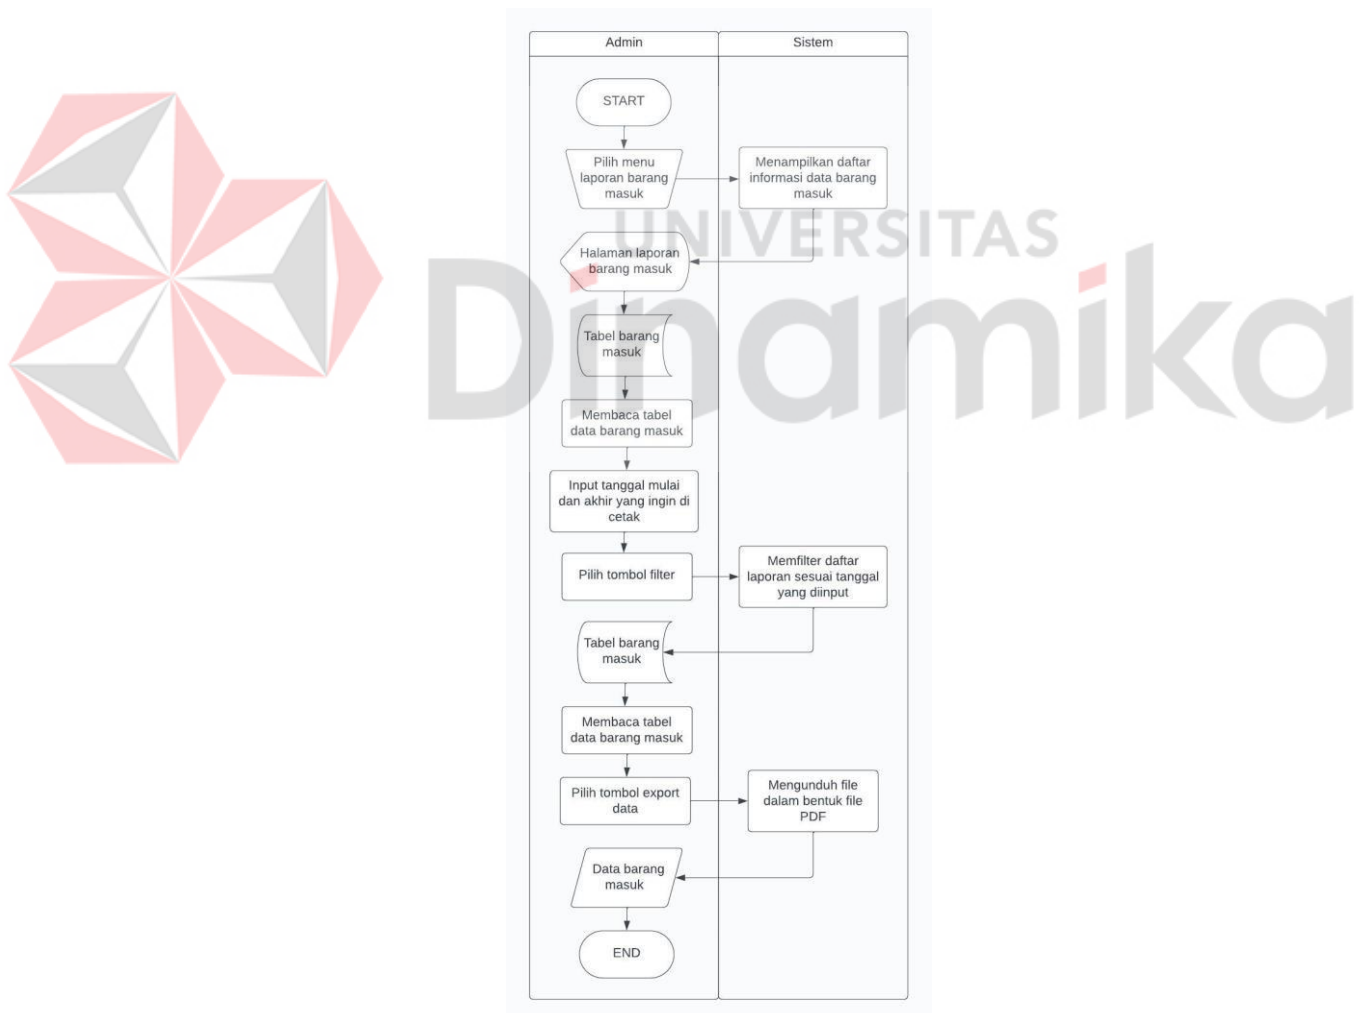 Admin
Sistem
START
Pilih menu
laporan barang
masuk
Menampilkan daftar
informasi data barang
masuk
UNIVERSITAS
Dinamika
Halaman laporan
barang masuk
Tabel barang
masuk
Membaca tabel
data barang masuk
Input tanggal mulai
dan akhir yang ingin di
cetak
Pilih tombol filter
Memfilter daftar
laporan sesuai tanggal
yang diinput
Tabel barang
masuk
Membaca tabel
data barang masuk
Pilih tombol export
data
Mengunduh file
dalam bentuk file
PDF
Data barang
masuk
END